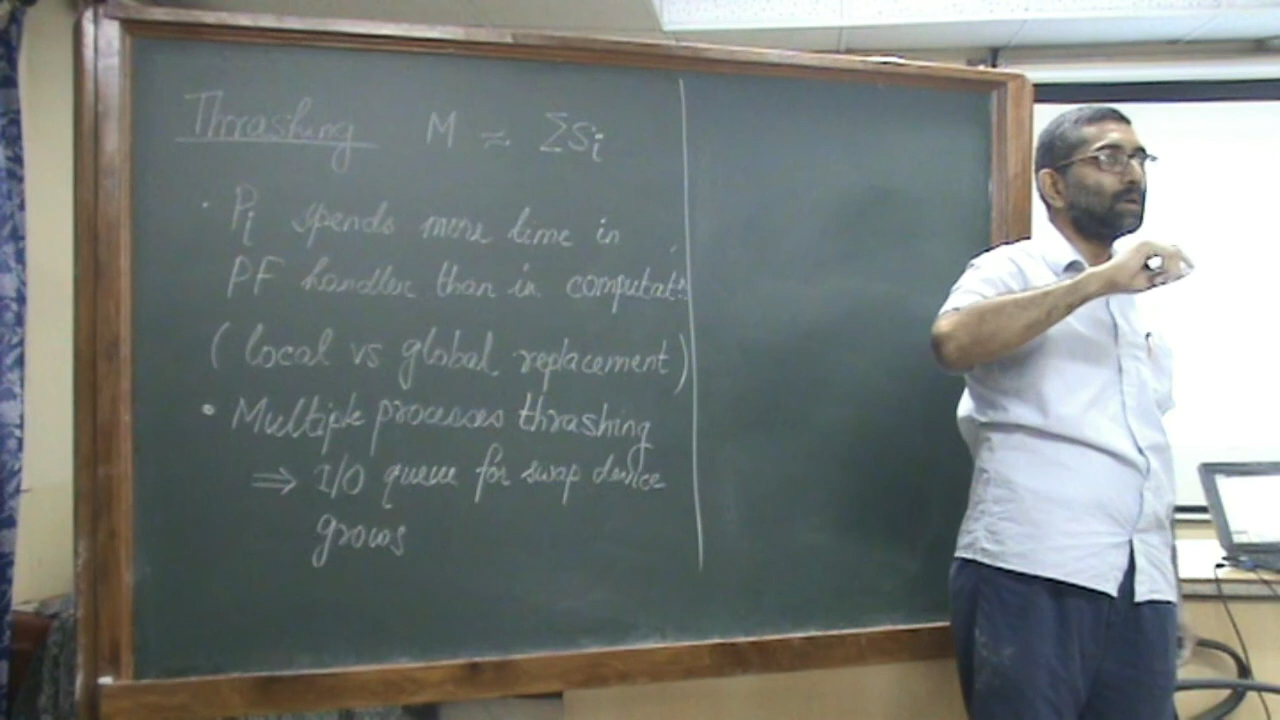 Thrashing M ≈ ΣSi
• Pi spends more time in
PF handler than in computatn.
(local vs global replacement)
• Multiple processes thrashing
⇒ I/O queue for swap device
grows